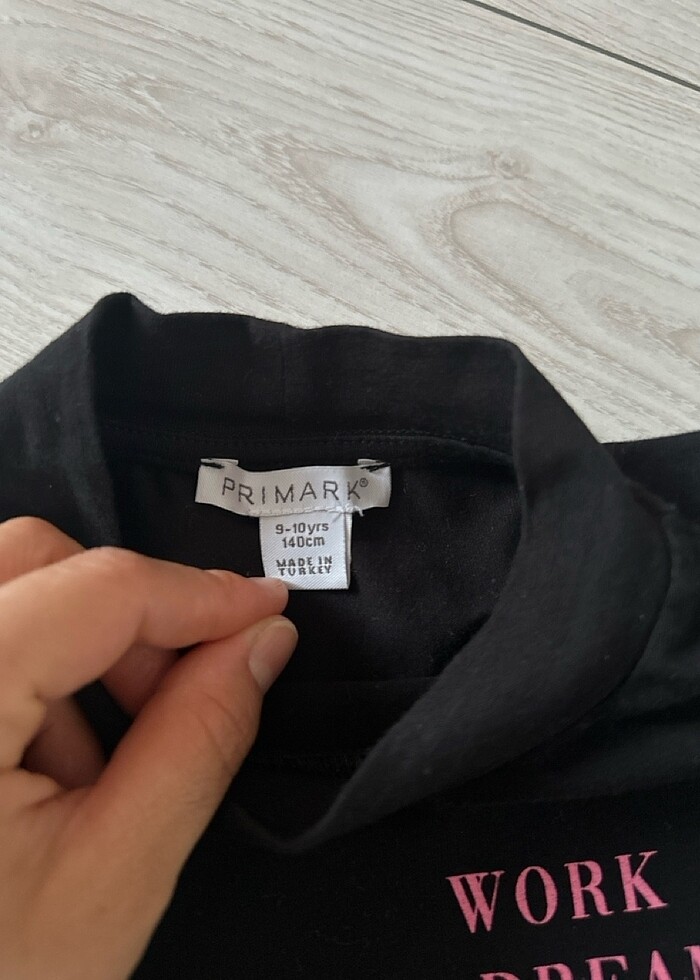 PRIMARK®
9-10yrs
140cm
MADE IN
TURKEY
WORK